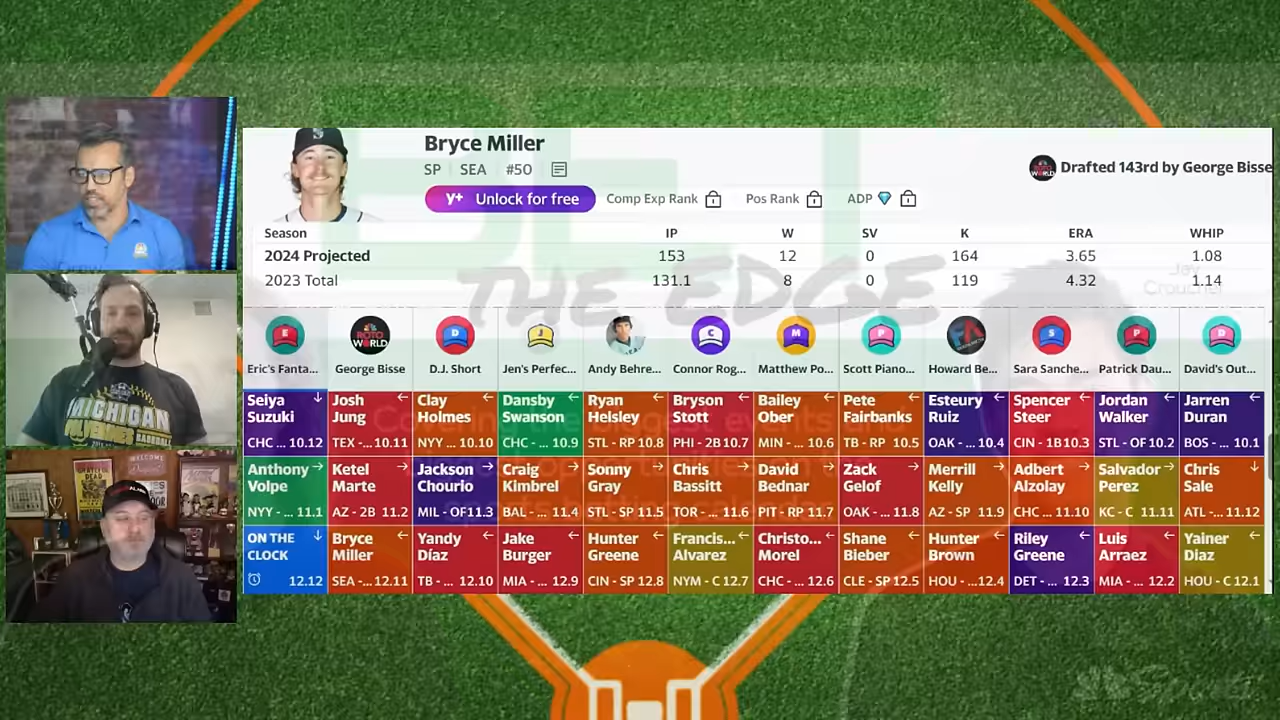 Bryce Miller
SP SEA #50
Drafted 143rd by George Bisse
y+ Unlock for free Comp Exp Rank Pos Rank ADP
Season IP W SV K ERA WHIP
2024 Projected 153 12 0 164 3.65 1.08
2023 Total 131.1 8 0 119 4.32 1.14
THE EDGE
Jay
Croucher
E ROTO WORLD D J C M P FA S P D
Eric's Fanta... George Bisse D.J. Short Jen's Perfec... Andy Behre... Connor Rog... Matthew Po... Scott Piano... Howard Be... Sara Sanche... Patrick Dau... David's Out...
Seiya Josh Clay Dansby Ryan Bryson Bailey Pete Esteury Spencer Jordan Jarren
Suzuki Jung Holmes Swanson Helsley Stott Ober Fairbanks Ruiz Steer Walker Duran
CHC ... 10.12 TEX -... 10.11 NYY ... 10.10 CHC -... 10.9 STL - RP 10.8 PHI - 2B 10.7 MIN -... 10.6 TB - RP 10.5 OAK -... 10.4 CIN - 1B 10.3 STL - OF 10.2 BOS -... 10.1
Anthony Ketel Jackson Craig Sonny Chris David Zack Merrill Adbert Salvador Chris
Volpe Marte Chourio Kimbrel Gray Bassitt Bednar Gelof Kelly Alzolay Perez Sale
NYY -... 11.1 AZ - 2B 11.2 MIL - OF 11.3 BAL -... 11.4 STL - SP 11.5 TOR -... 11.6 PIT - RP 11.7 OAK -... 11.8 AZ - SP 11.9 CHC ... 11.10 KC - C 11.11 ATL -... 11.12
ON THE Bryce Yandy Jake Hunter Francis... Christo... Shane Hunter Riley Luis Yainer
CLOCK Miller Díaz Burger Greene Alvarez Morel Bieber Brown Greene Arraez Diaz
12.12 SEA -... 12.11 TB -... 12.10 MIA -... 12.9 CIN - SP 12.8 NYM - C 12.7 CHC -... 12.6 CLE - SP 12.5 HOU -... 12.4 DET -... 12.3 MIA -... 12.2 HOU - C 12.1
MICHIGAN
WOLVERINES
BASEBALL
Sports